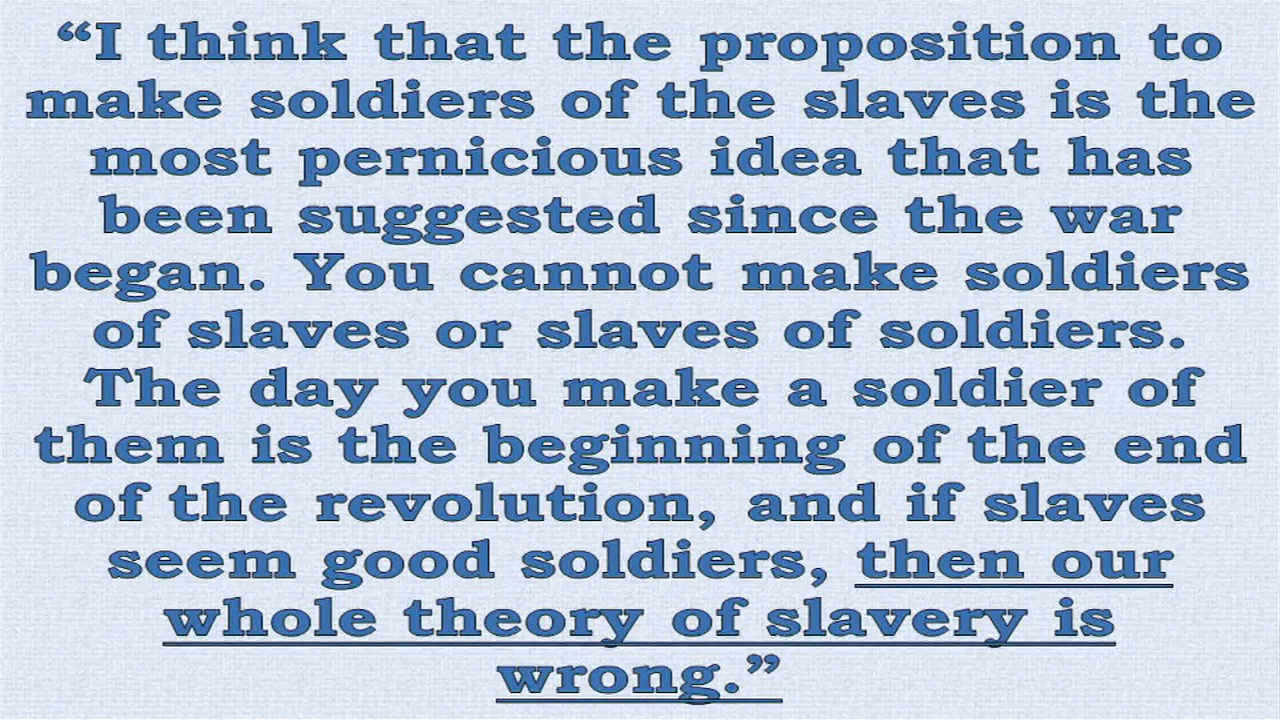 “I think that the proposition to
make soldiers of the slaves is the
most pernicious idea that has
been suggested since the war
began. You cannot make soldiers
of slaves or slaves of soldiers.
The day you make a soldier of
them is the beginning of the end
of the revolution, and if slaves
seem good soldiers, then our
whole theory of slavery is
wrong.”